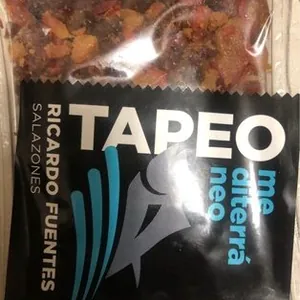 TAPEO
me
diterrá
neo
RICARDO FUENTES
SALAZONES